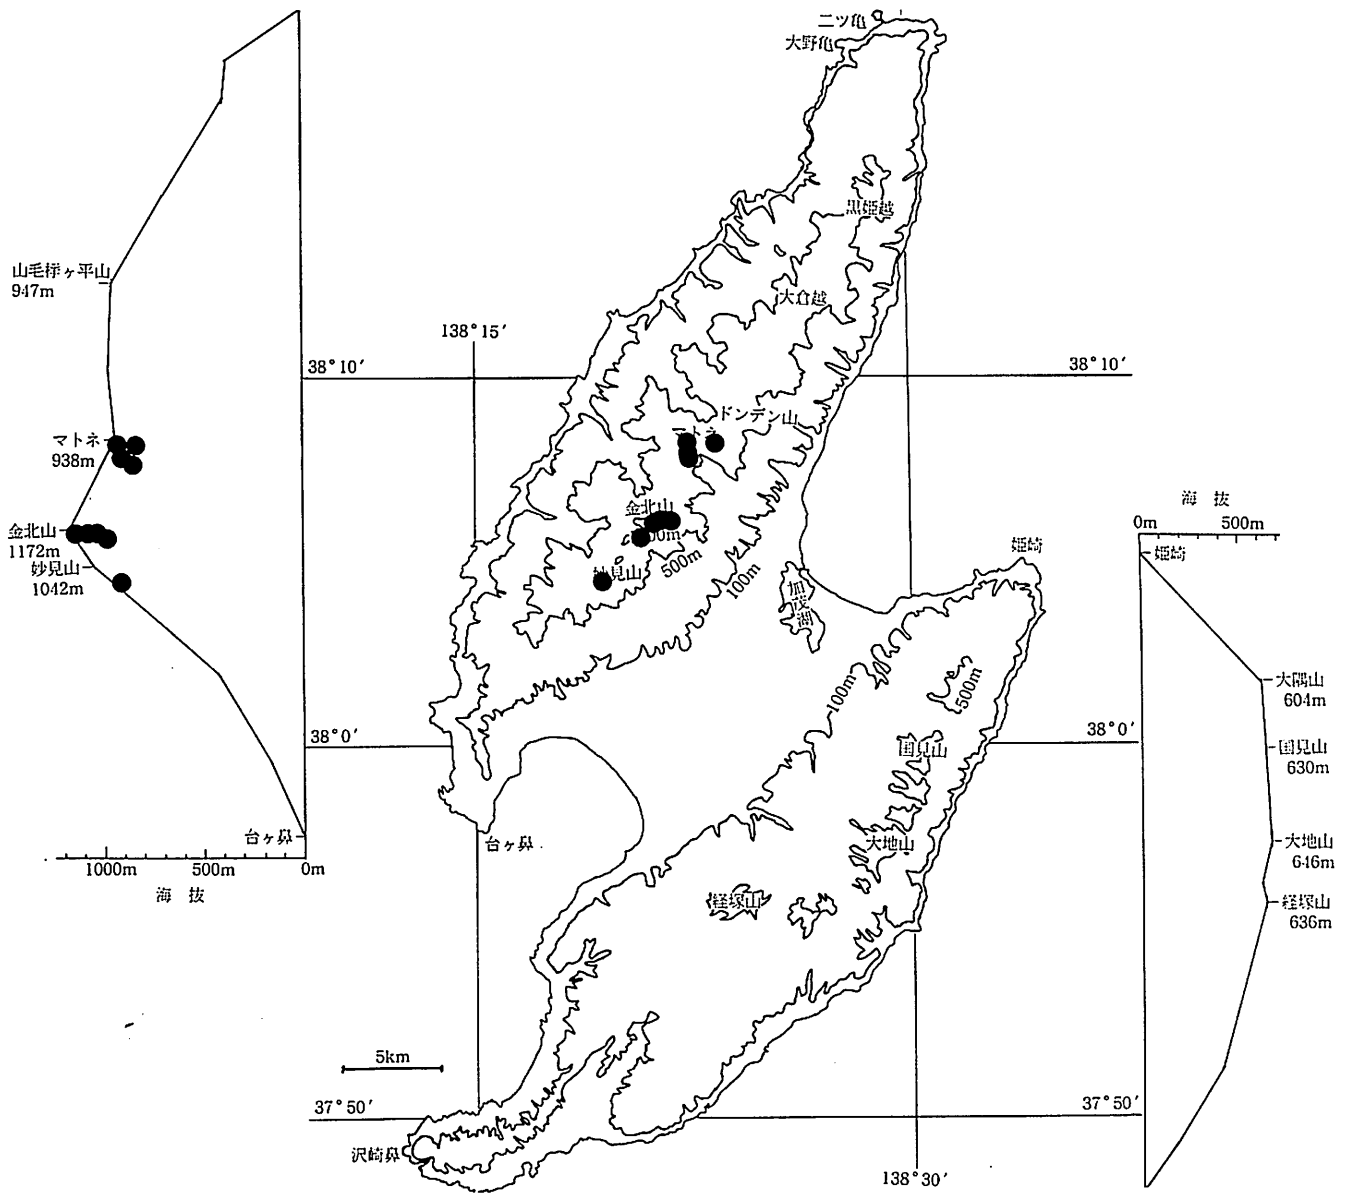 二ツ亀
大野亀
黒姫越
大倉越
山毛欅ヶ平山
947m
138°15′
38°10′
38°10′
ドンデン山
マトネ
マトネ
938m
金北山
金北山
1172m
妙見山
1042m
妙見山
500m
100m
加茂湖
姫崎
海 抜
0m 500m
姫崎
大隅山
604m
100m
500m
38°0′
38°0′
国見山
国見山
630m
台ヶ鼻
台ヶ鼻
大地山
大地山
646m
1000m 500m 0m
海 抜
経塚山
経塚山
636m
5km
37°50′
37°50′
沢崎鼻
138°30′